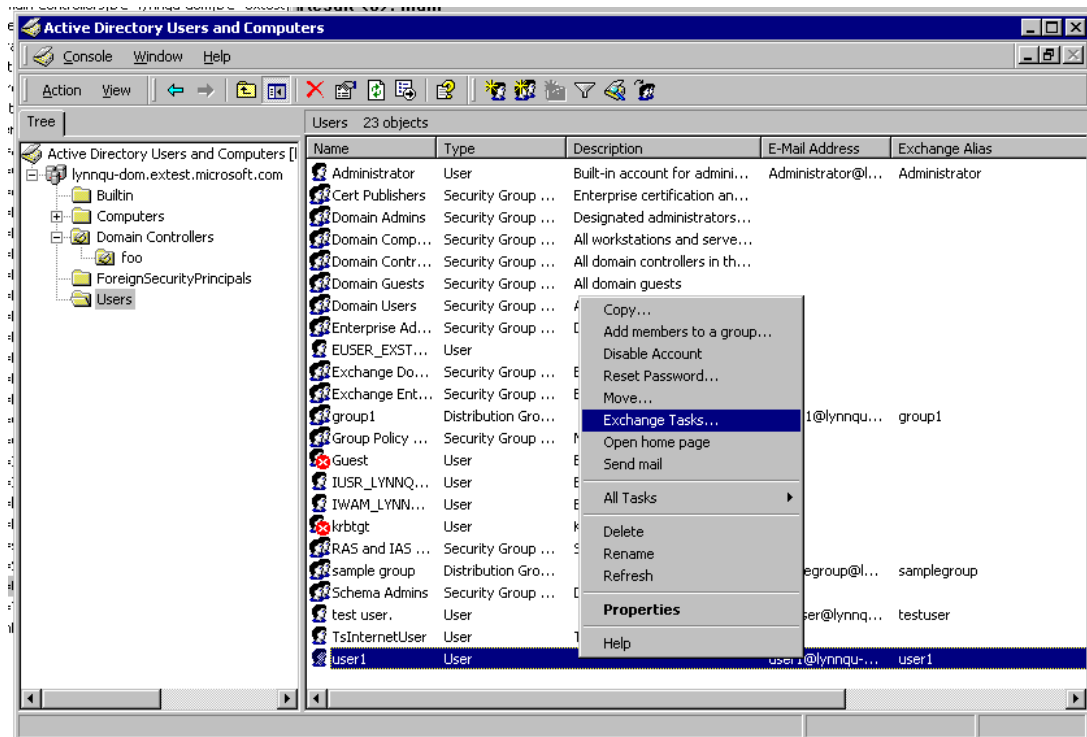 Active Directory Users and Computers
Console Window Help
Action View
Tree
Users 23 objects
Active Directory Users and Computers [
lynnqu-dom.extest.microsoft.com
Builtin
Computers
Domain Controllers
foo
ForeignSecurityPrincipals
Users
Name Type Description E-Mail Address Exchange Alias
Administrator User Built-in account for admini... Administrator@l... Administrator
Cert Publishers Security Group ... Enterprise certification an...
Domain Admins Security Group ... Designated administrators...
Domain Comp... Security Group ... All workstations and serve...
Domain Contr... Security Group ... All domain controllers in th...
Domain Guests Security Group ... All domain guests
Domain Users Security Group ...
Enterprise Ad... Security Group ...
EUSER_EXST... User
Exchange Do... Security Group ...
Exchange Ent... Security Group ...
group1 Distribution Gro... 1@lynnqu... group1
Group Policy ... Security Group ...
Guest User
IUSR_LYNNQ... User
IWAM_LYNN... User
krbtgt User
RAS and IAS ... Security Group ...
sample group Distribution Gro... egroup@l... samplegroup
Schema Admins Security Group ...
test user. User ser@lynnq... testuser
TsInternetUser User
user1 User user1@lynnqu-... user1
Copy...
Add members to a group...
Disable Account
Reset Password...
Move...
Exchange Tasks...
Open home page
Send mail
All Tasks
Delete
Rename
Refresh
Properties
Help